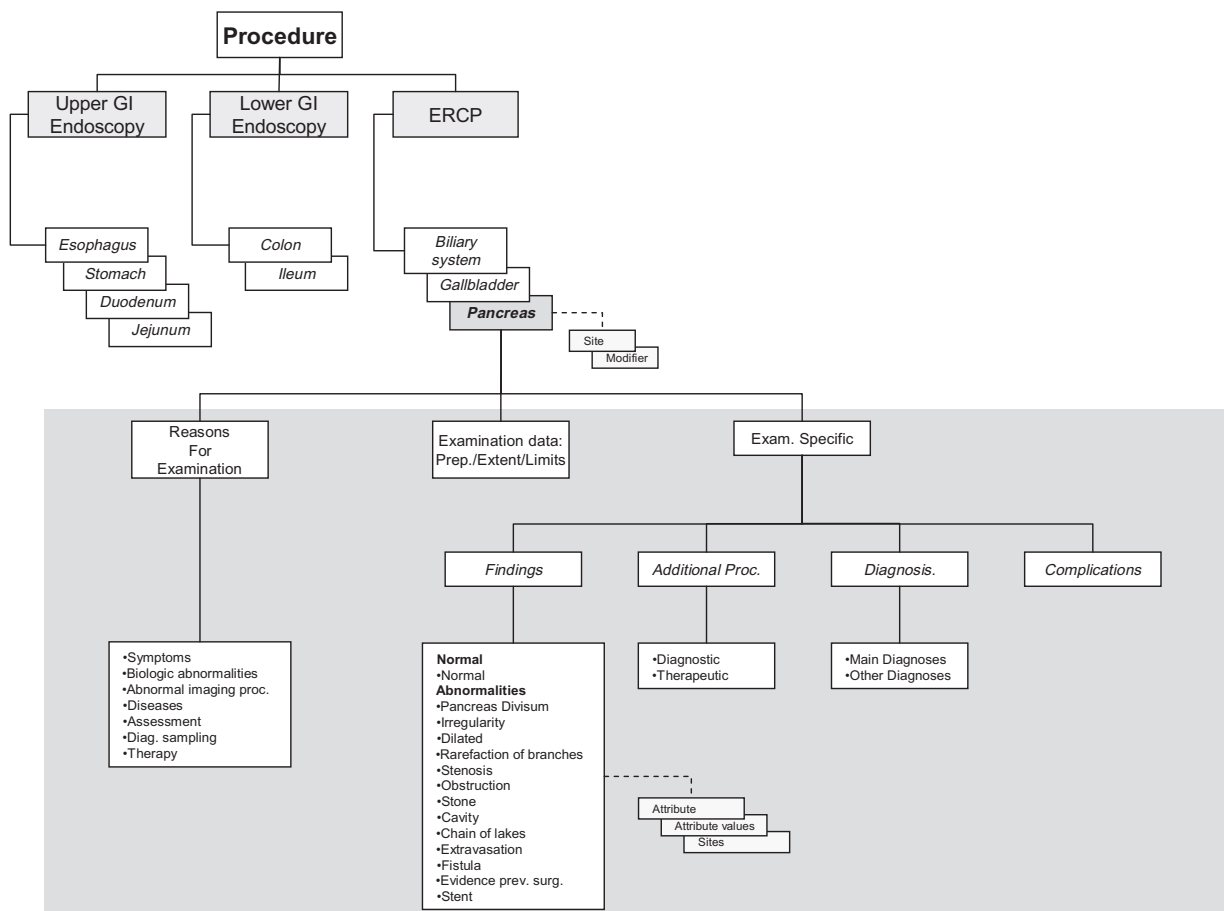 Procedure
Upper GI
Endoscopy
Lower GI
Endoscopy
ERCP
Esophagus
Stomach
Duodenum
Jejunum
Colon
Ileum
Biliary
system
Gallbladder
Pancreas
Site
Modifier
Reasons
For
Examination
Examination data:
Prep./Extent/Limits
Exam. Specific
Findings
Additional Proc.
Diagnosis.
Complications
•Symptoms
•Biologic abnormalities
•Abnormal imaging proc.
•Diseases
•Assessment
•Diag. sampling
•Therapy
Normal
•Normal
Abnormalities
•Pancreas Divisum
•Irregularity
•Dilated
•Rarefaction of branches
•Stenosis
•Obstruction
•Stone
•Cavity
•Chain of lakes
•Extravasation
•Fistula
•Evidence prev. surg.
•Stent
•Diagnostic
•Therapeutic
•Main Diagnoses
•Other Diagnoses
Attribute
Attribute values
Sites